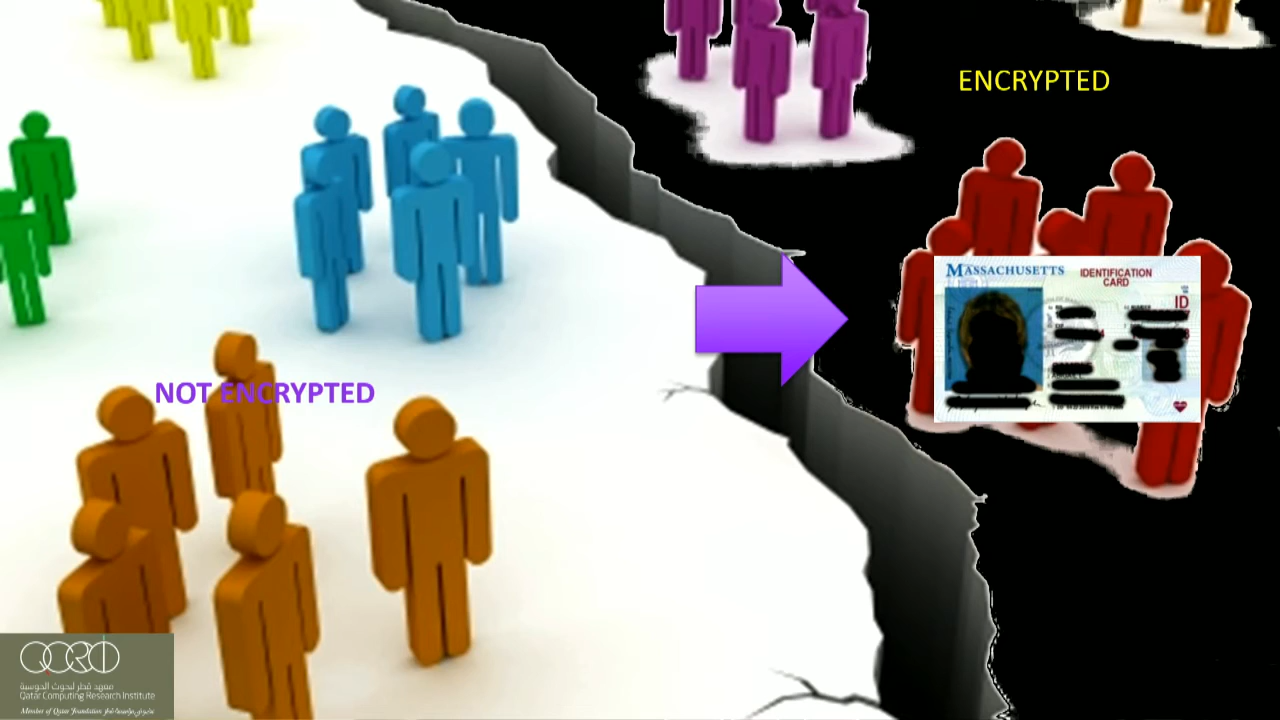 ENCRYPTED
MASSACHUSETTS
IDENTIFICATION
CARD
ID
NOT ENCRYPTED
QCRI
معهد قطر لبحوث الحوسبة
Qatar Computing Research Institute
Member of Qatar Foundation